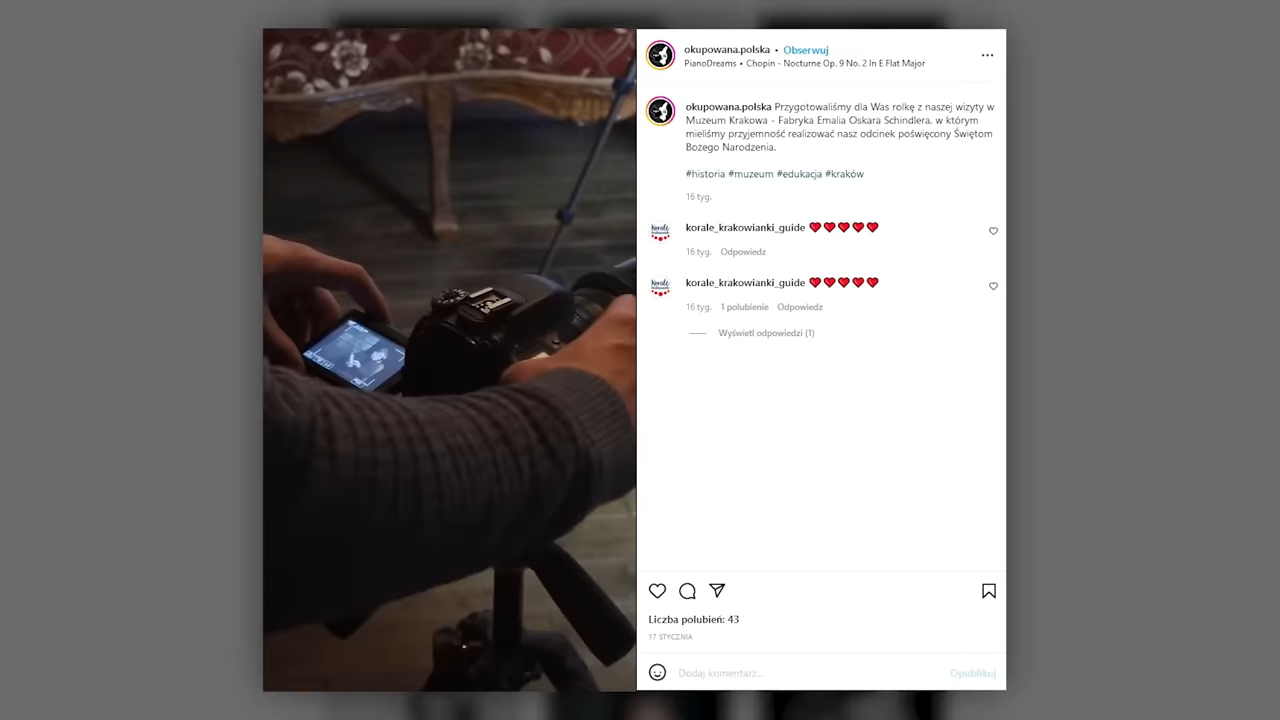 okupowana.polska • Obserwuj
PianoDreams • Chopin - Nocturne Op. 9 No. 2 In E Flat Major
okupowana.polska Przygotowaliśmy dla Was rolkę z naszej wizyty w
Muzeum Krakowa - Fabryka Emalia Oskara Schindlera, w którym
mieliśmy przyjemność realizować nasz odcinek poświęcony Świętom
Bozego Narodzenia.
#historia #muzeum #edukacja #kraków
16 tyg.
korale_krakowianki_guide ❤️❤️❤️❤️❤️
16 tyg. Odpowiedz
korale_krakowianki_guide ❤️❤️❤️❤️❤️
16 tyg. 1 polubienie Odpowiedz
Wyświetl odpowiedzi (1)
Liczba polubień: 43
17 STYCZNIA
Dodaj komentarz... Opublikuj